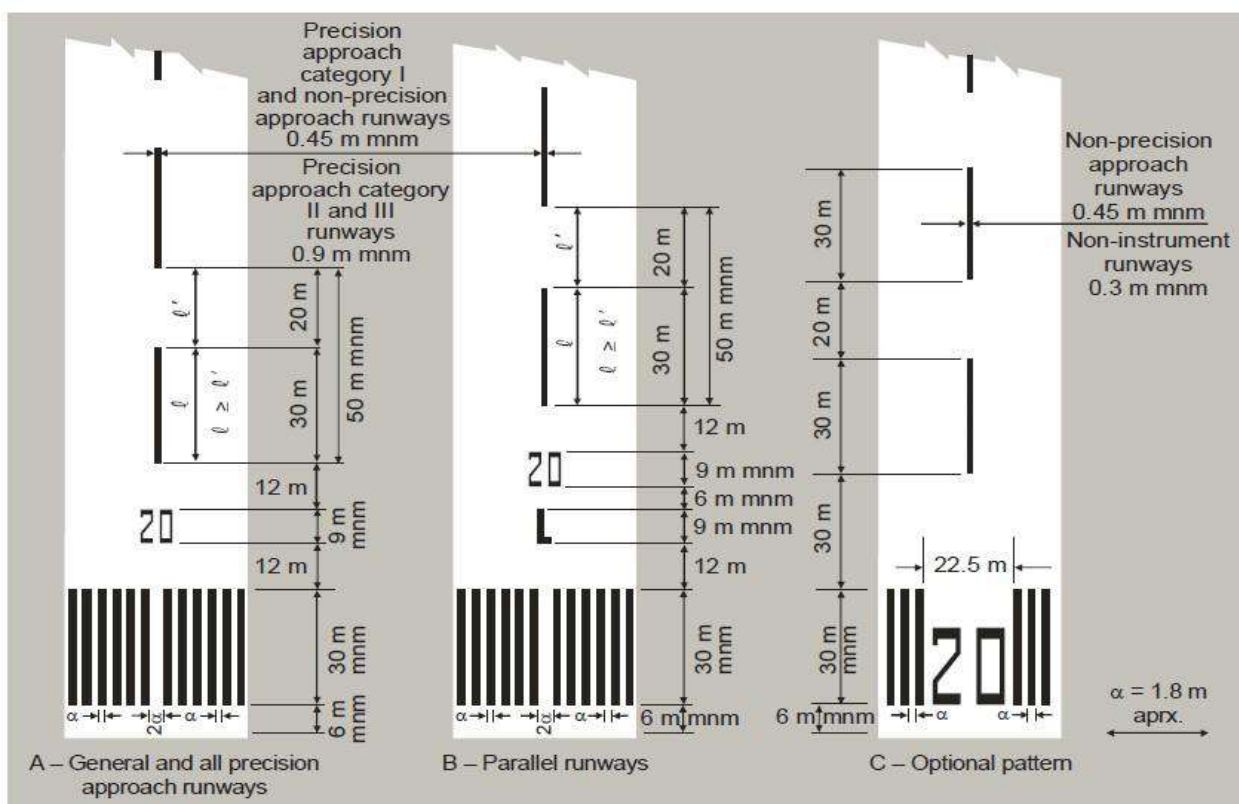 Precision
approach
category I
and non-precision
approach runways
0.45 m mnm
Precision
approach category
II and III
runways
0.9 m mnm
ℓ'
20 m
ℓ
ℓ ≥ ℓ'
30 m
50 m mnm
12 m
20
9 m
mnm
12 m
30 m
mnm
α
2α
α
6 m
mnm
A – General and all precision
approach runways
ℓ'
20 m
ℓ
ℓ ≥ ℓ'
30 m
50 m mnm
12 m
20
9 m mnm
6 m mnm
L
9 m mnm
12 m
30 m
mnm
α
2α
α
6 m mnm
B – Parallel runways
Non-precision
approach
runways
0.45 m mnm
Non-instrument
runways
0.3 m mnm
30 m
20 m
30 m
30 m
22.5 m
30 m
mnm
20
6 m mnm
α
α
α = 1.8 m
aprx.
C – Optional pattern